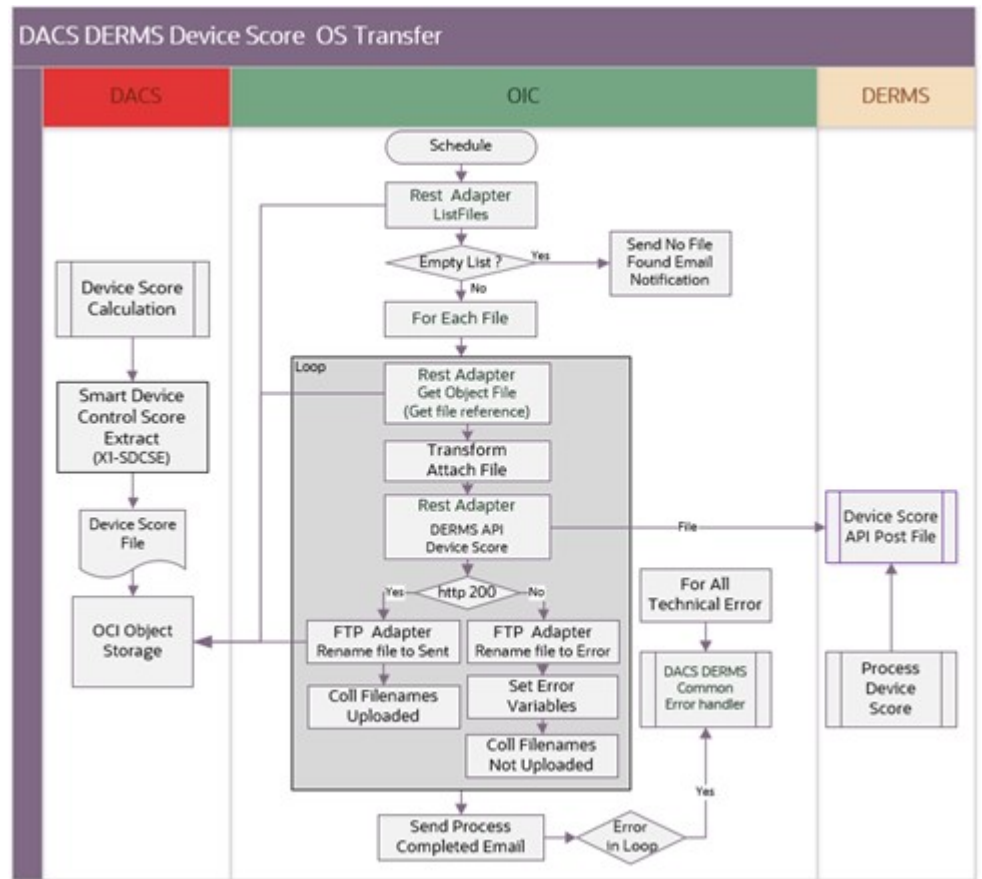 DACS DERMS Device Score OS Transfer
DACS
OIC
DERMS
Schedule
Rest Adapter
ListFiles
Empty List ?
Yes
Send No File
Found Email
Notification
No
For Each File
Device Score
Calculation
Smart Device
Control Score
Extract
(X1-SDCSE)
Device Score
File
OCI Object
Storage
Loop
Rest Adapter
Get Object File
(Get file reference)
Transform
Attach File
Rest Adapter
DERMS API
Device Score
File
Device Score
API Post File
Yes
http 200
No
FTP Adapter
Rename file to Sent
Coll Filenames
Uploaded
FTP Adapter
Rename file to Error
Set Error
Variables
Coll Filenames
Not Uploaded
For All
Technical Error
DACS DERMS
Common
Error handler
Process
Device
Score
Yes
Send Process
Completed Email
Error
in Loop